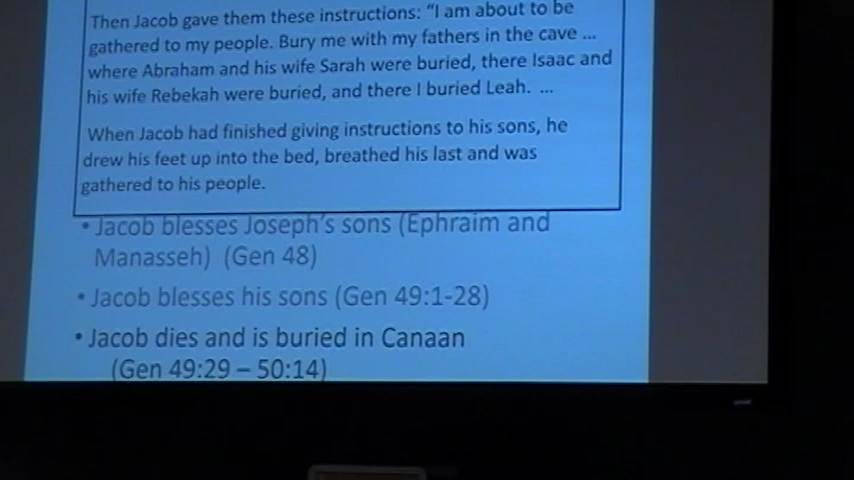 Then Jacob gave them these instructions: "I am about to be
gathered to my people. Bury me with my fathers in the cave ...
where Abraham and his wife Sarah were buried, there Isaac and
his wife Rebekah were buried, and there I buried Leah. ...
When Jacob had finished giving instructions to his sons, he
drew his feet up into the bed, breathed his last and was
gathered to his people.
• Jacob blesses Joseph's sons (Ephraim and
Manasseh) (Gen 48)
• Jacob blesses his sons (Gen 49:1-28)
• Jacob dies and is buried in Canaan
(Gen 49:29 – 50:14)